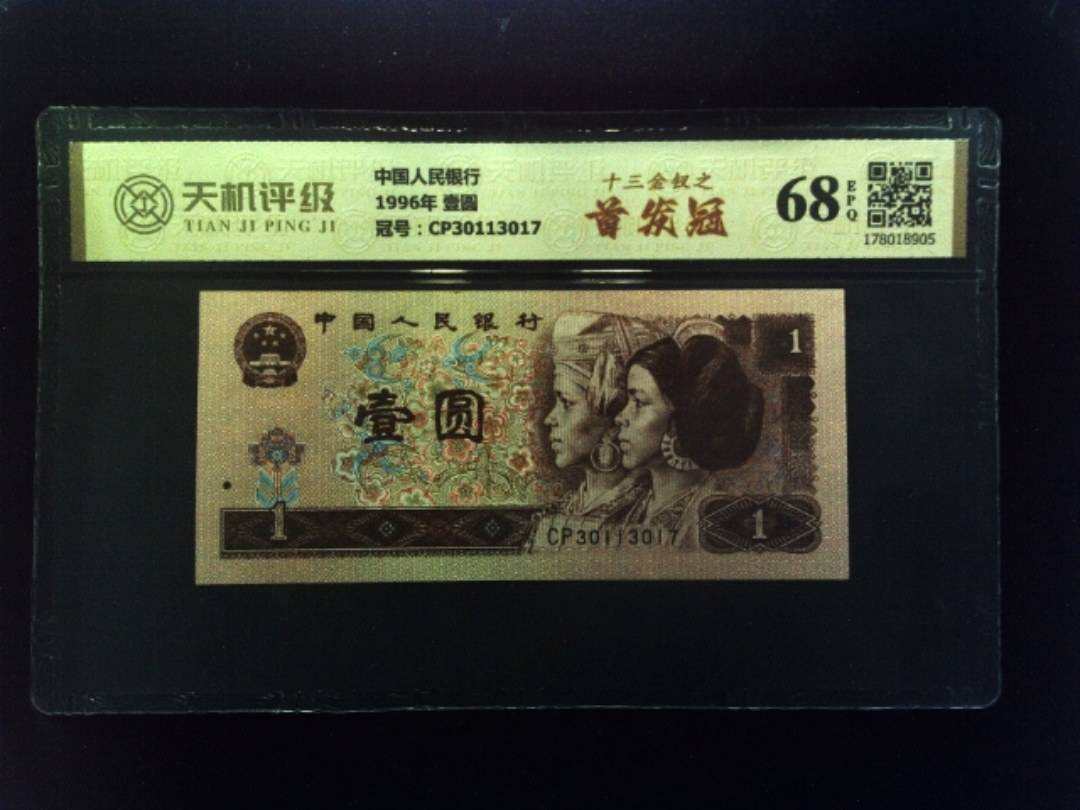 天机评级
TIAN JI PING JI
中国人民银行
1996年 壹圆
冠号：CP30113017
十三金钗之
首发冠
68
EPQ
178018905
中国人民银行
壹圆
1
1
CP30113017
1